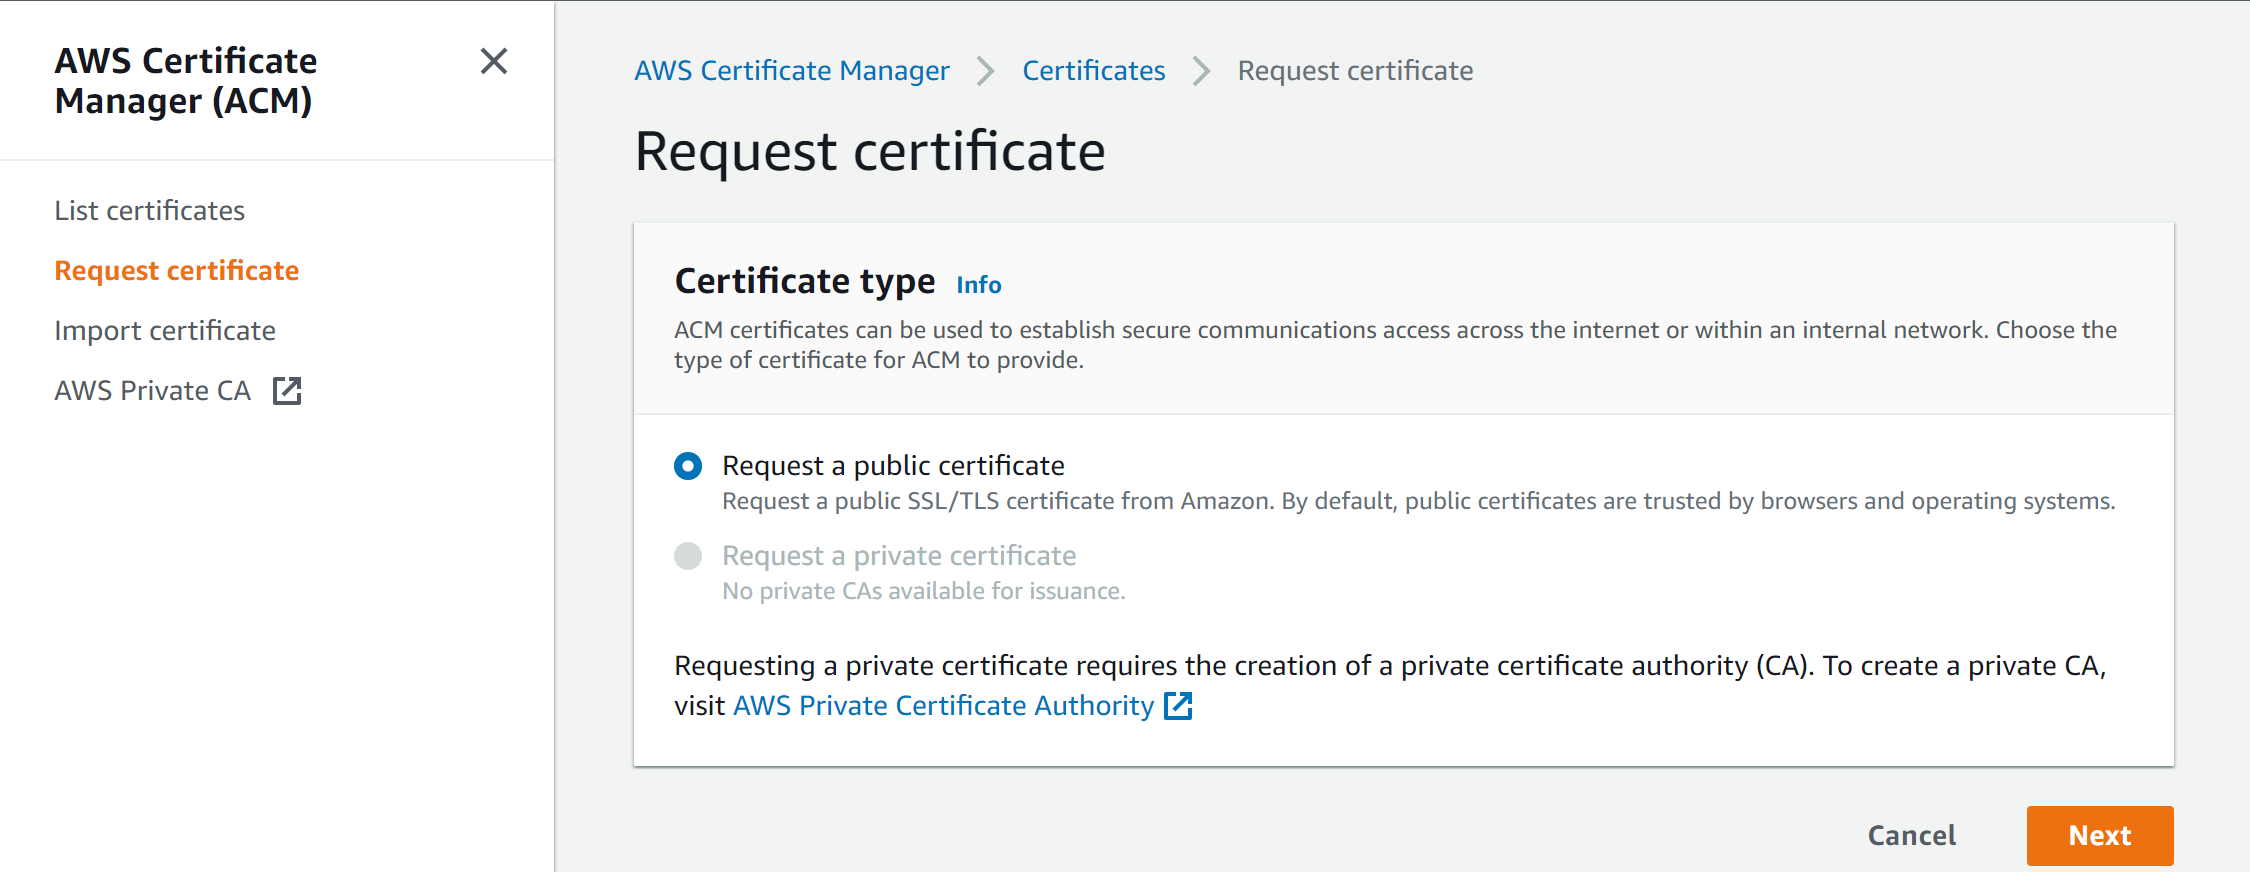 AWS Certificate
Manager (ACM)
List certificates
Request certificate
Import certificate
AWS Private CA
AWS Certificate Manager
Certificates
Request certificate
Request certificate
Certificate type Info
ACM certificates can be used to establish secure communications access across the internet or within an internal network. Choose the
type of certificate for ACM to provide.
Request a public certificate
Request a public SSL/TLS certificate from Amazon. By default, public certificates are trusted by browsers and operating systems.
Request a private certificate
No private CAs available for issuance.
Requesting a private certificate requires the creation of a private certificate authority (CA). To create a private CA,
visit AWS Private Certificate Authority
Cancel
Next